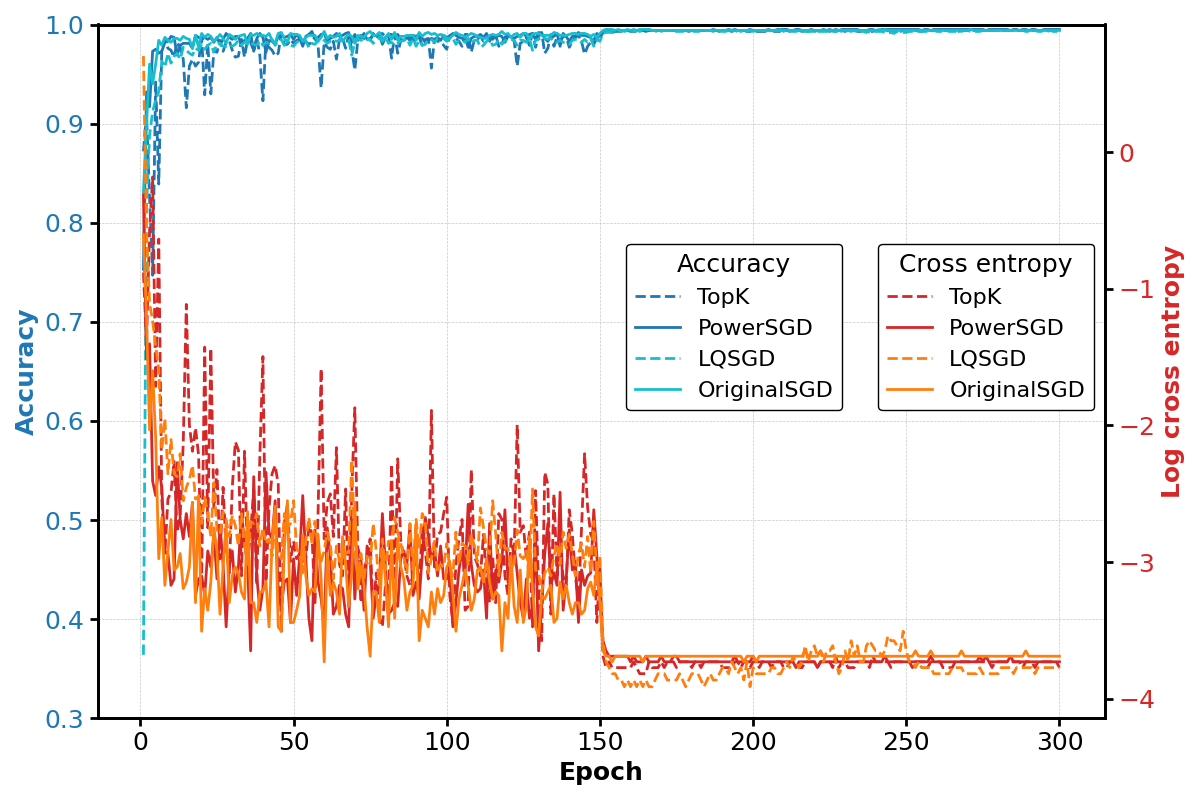 1.0
0.9
0.8
0.7
0.6
0.5
0.4
0.3
Accuracy
0
50
100
150
200
250
300
Epoch
0
−1
−2
−3
−4
Log cross entropy
Accuracy
TopK
PowerSGD
LQSGD
OriginalSGD
Cross entropy
TopK
PowerSGD
LQSGD
OriginalSGD